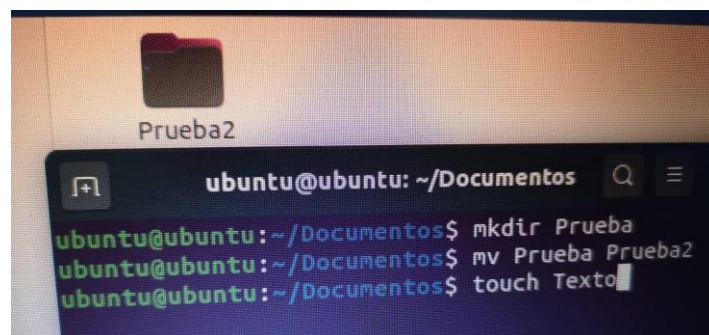 Prueba2
ubuntu@ubuntu: ~/Documentos
ubuntu@ubuntu:~/Documentos$ mkdir Prueba
ubuntu@ubuntu:~/Documentos$ mv Prueba Prueba2
ubuntu@ubuntu:~/Documentos$ touch Texto